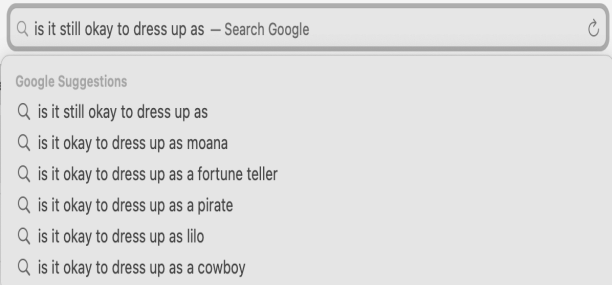 is it still okay to dress up as — Search Google
Google Suggestions
is it still okay to dress up as
is it okay to dress up as moana
is it okay to dress up as a fortune teller
is it okay to dress up as a pirate
is it okay to dress up as lilo
is it okay to dress up as a cowboy